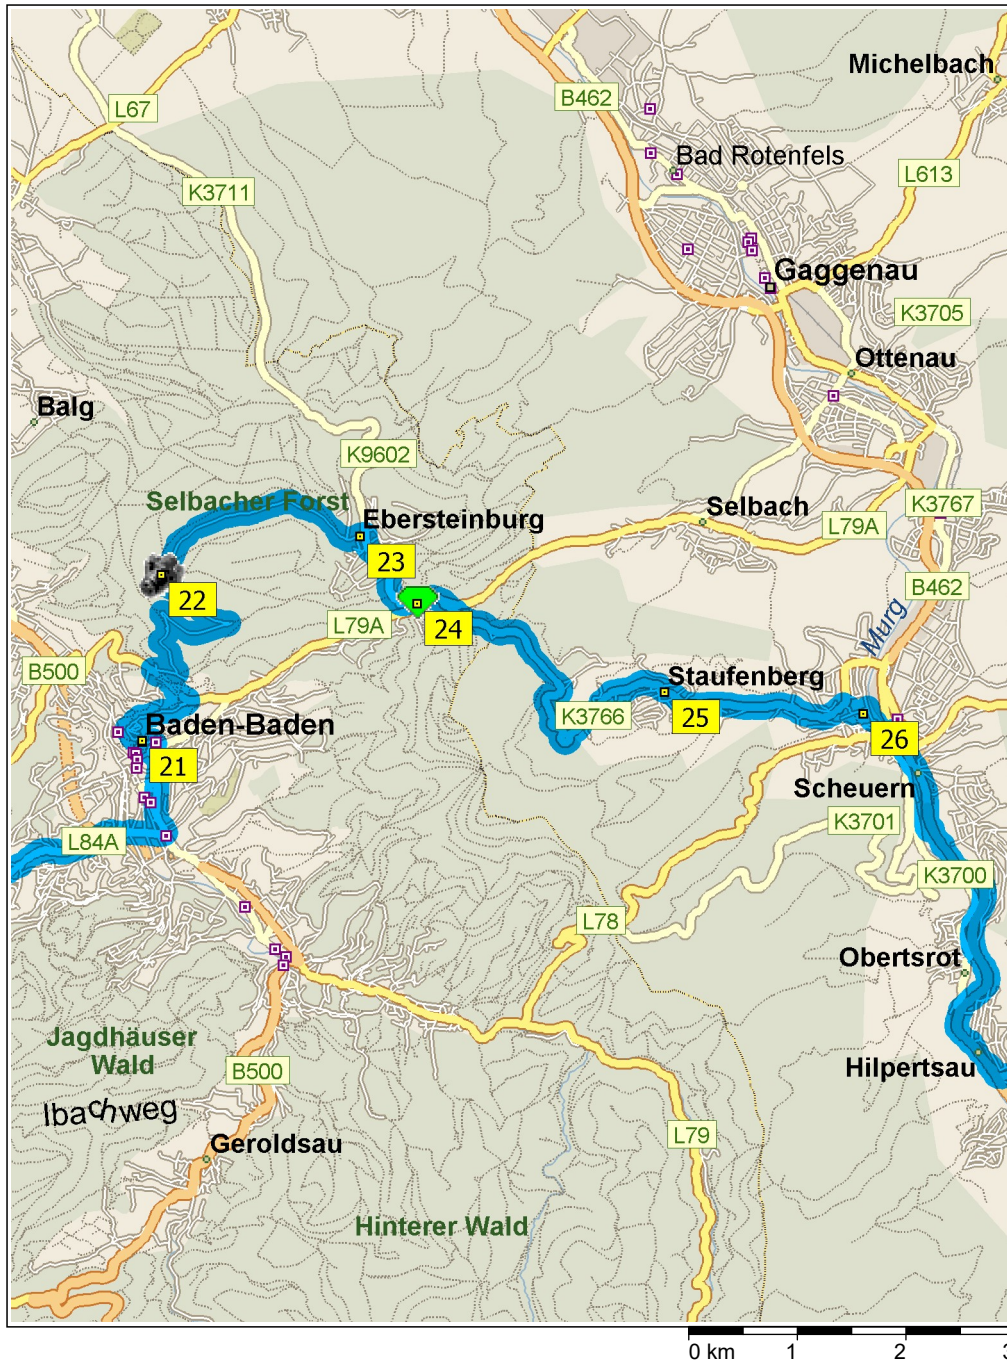 Michelbach
B462
L67
Bad Rotenfels
L613
K3711
Gaggenau
K3705
Ottenau
Balg
K9602
Selbacher Forst
Ebersteinburg
Selbach
K3767
L79A
23
B462
22
24
L79A
Murg
B500
Staufenberg
K3766
25
Baden-Baden
26
21
Scheuern
K3701
L84A
K3700
L78
Obertsrot
Jagdhäuser
Wald
Hilpertsau
B500
Ibachweg
L79
Geroldsau
Hinterer Wald
0 km 1 2 3